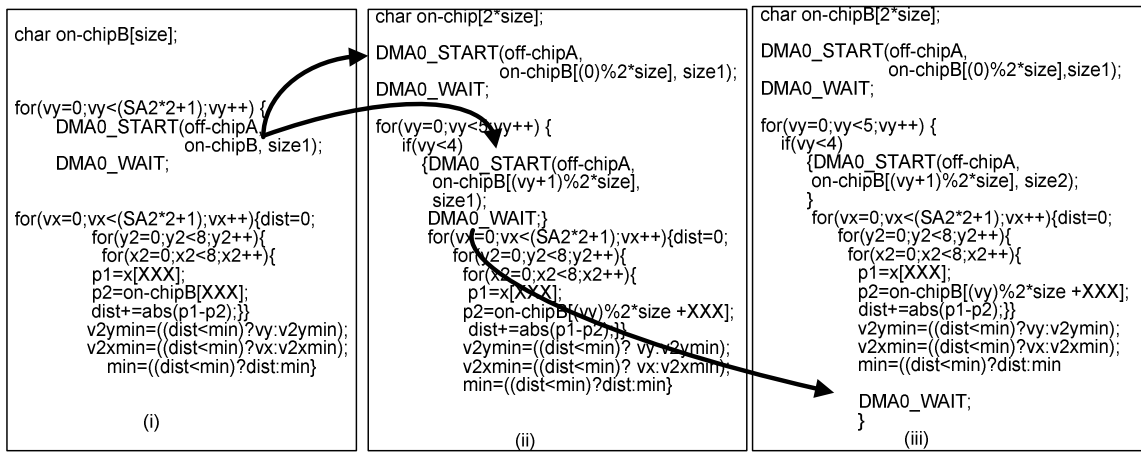 char on-chipB[size];
for(vy=0;vy<(SA2*2+1);vy++) {
DMA0_START(off-chipA,
on-chipB, size1);
DMA0_WAIT;
for(vx=0;vx<(SA2*2+1);vx++){dist=0;
for(y2=0;y2<8;y2++){
for(x2=0;x2<8;x2++){
p1=x[XXX];
p2=on-chipB[XXX];
dist+=abs(p1-p2);}}
v2ymin=((dist<min)?vy:v2ymin);
v2xmin=((dist<min)?vx:v2xmin);
min=((dist<min)?dist:min}
(i)
char on-chip[2*size];
DMA0_START(off-chipA,
on-chipB[(0)%2*size], size1);
DMA0_WAIT;
for(vy=0;vy<5;vy++) {
if(vy<4)
{DMA0_START(off-chipA,
on-chipB[(vy+1)%2*size],
size1);
DMA0_WAIT;}
for(vx=0;vx<(SA2*2+1);vx++){dist=0;
for(y2=0;y2<8;y2++){
for(x2=0;x2<8;x2++){
p1=x[XXX];
p2=on-chipB[(vy)%2*size +XXX];
dist+=abs(p1-p2);}}
v2ymin=((dist<min)? vy:v2ymin);
v2xmin=((dist<min)? vx:v2xmin);
min=((dist<min)?dist:min}
(ii)
char on-chipB[2*size];
DMA0_START(off-chipA,
on-chipB[(0)%2*size],size1);
DMA0_WAIT;
for(vy=0;vy<5;vy++) {
if(vy<4)
{DMA0_START(off-chipA,
on-chipB[(vy+1)%2*size], size2);
}
for(vx=0;vx<(SA2*2+1);vx++){dist=0;
for(y2=0;y2<8;y2++){
for(x2=0;x2<8;x2++){
p1=x[XXX];
p2=on-chipB[(vy)%2*size +XXX];
dist+=abs(p1-p2);}}
v2ymin=((dist<min)?vy:v2ymin);
v2xmin=((dist<min)?vx:v2xmin);
min=((dist<min)?dist:min
DMA0_WAIT;
}
(iii)